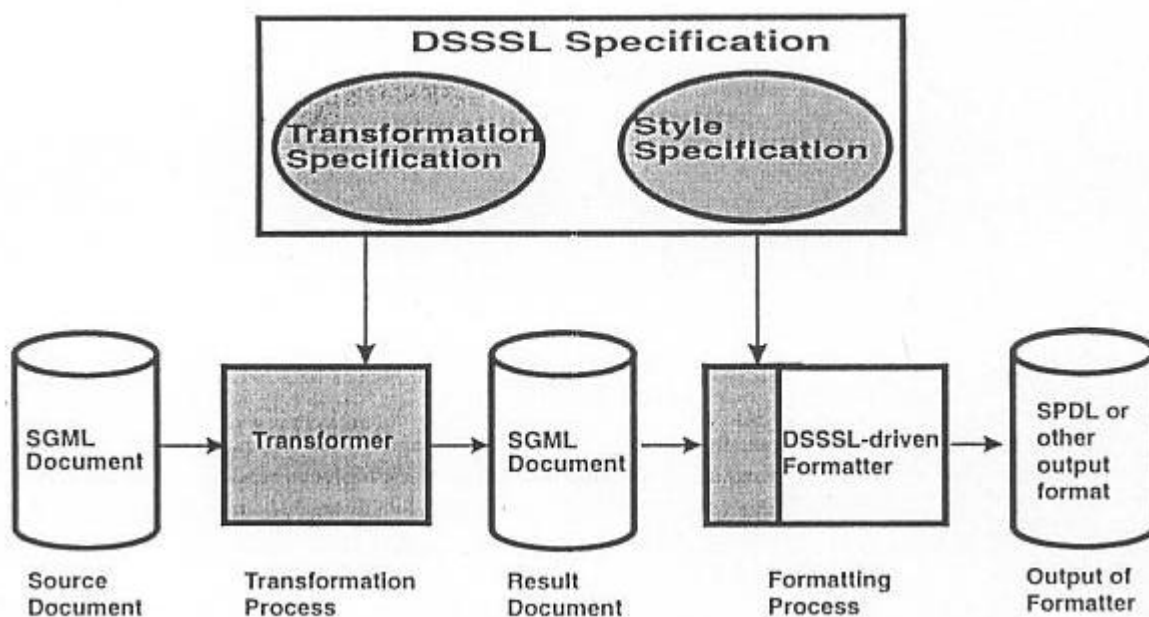 DSSSL Specification
Transformation
Specification
Style
Specification
SGML
Document
Transformer
SGML
Document
DSSSL-driven
Formatter
SPDL or
other
output
format
Source
Document
Transformation
Process
Result
Document
Formatting
Process
Output of
Formatter